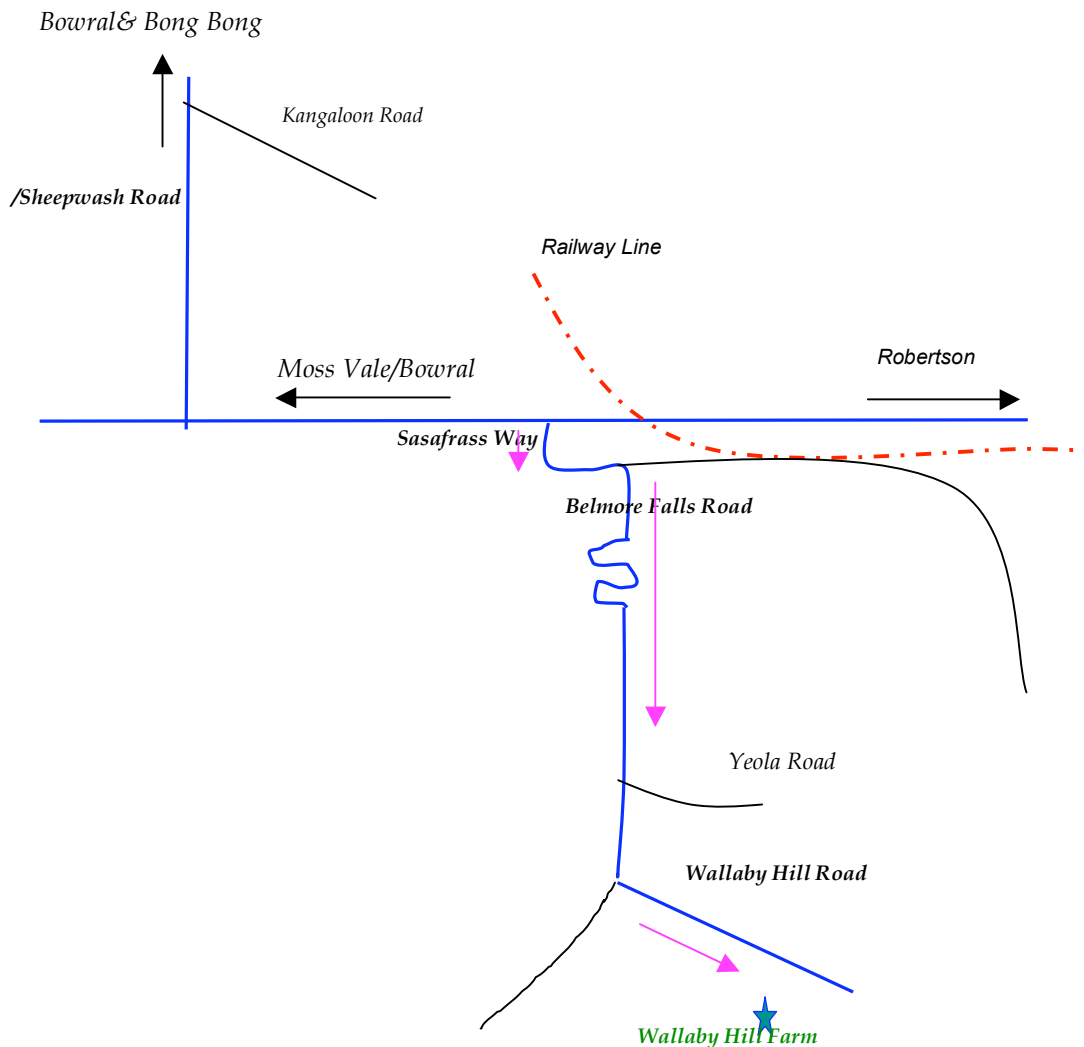 Bowral& Bong Bong
Kangaloon Road
/Sheepwash Road
Railway Line
Moss Vale/Bowral
Robertson
Sasafrass Way
Belmore Falls Road
Yeola Road
Wallaby Hill Road
Wallaby Hill Farm